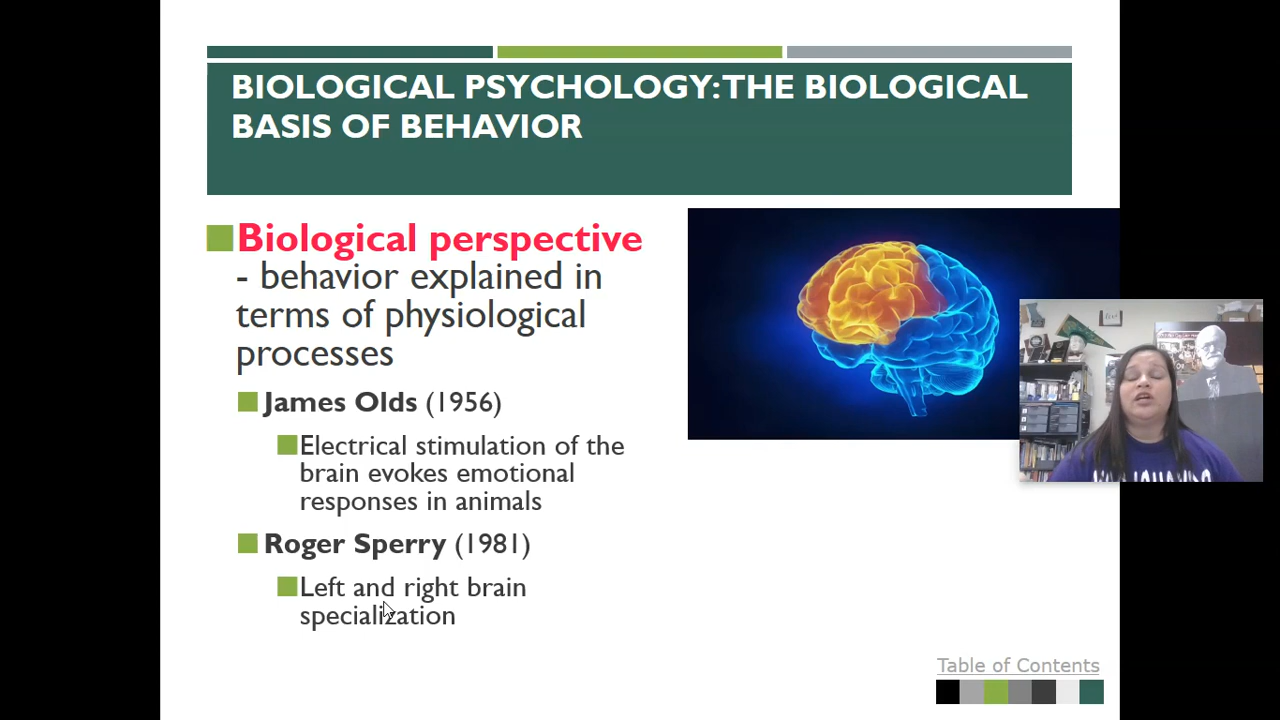 BIOLOGICAL PSYCHOLOGY: THE BIOLOGICAL
BASIS OF BEHAVIOR
Biological perspective
- behavior explained in
terms of physiological
processes
James Olds (1956)
Electrical stimulation of the
brain evokes emotional
responses in animals
Roger Sperry (1981)
Left and right brain
specialization
Table of Contents